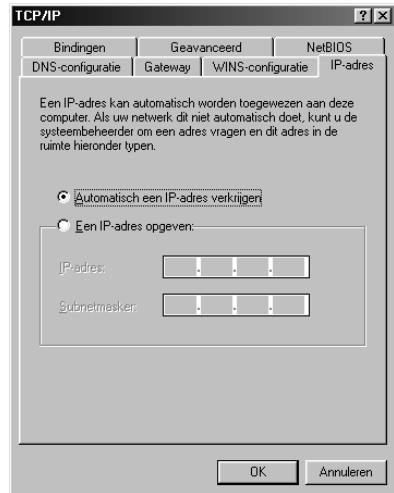 TCP/IP
Bindingen Geavanceerd NetBIOS
DNS-configuratie Gateway WINS-configuratie IP-adres
Een IP-adres kan automatisch worden toegewezen aan deze
computer. Als uw netwerk dit niet automatisch doet, kunt u de
systeembeheerder om een adres vragen en dit adres in de
ruimte hieronder typen.
Automatisch een IP-adres verkrijgen
Een IP-adres opgeven:
IP-adres:
Subnetmasker:
OK Annuleren